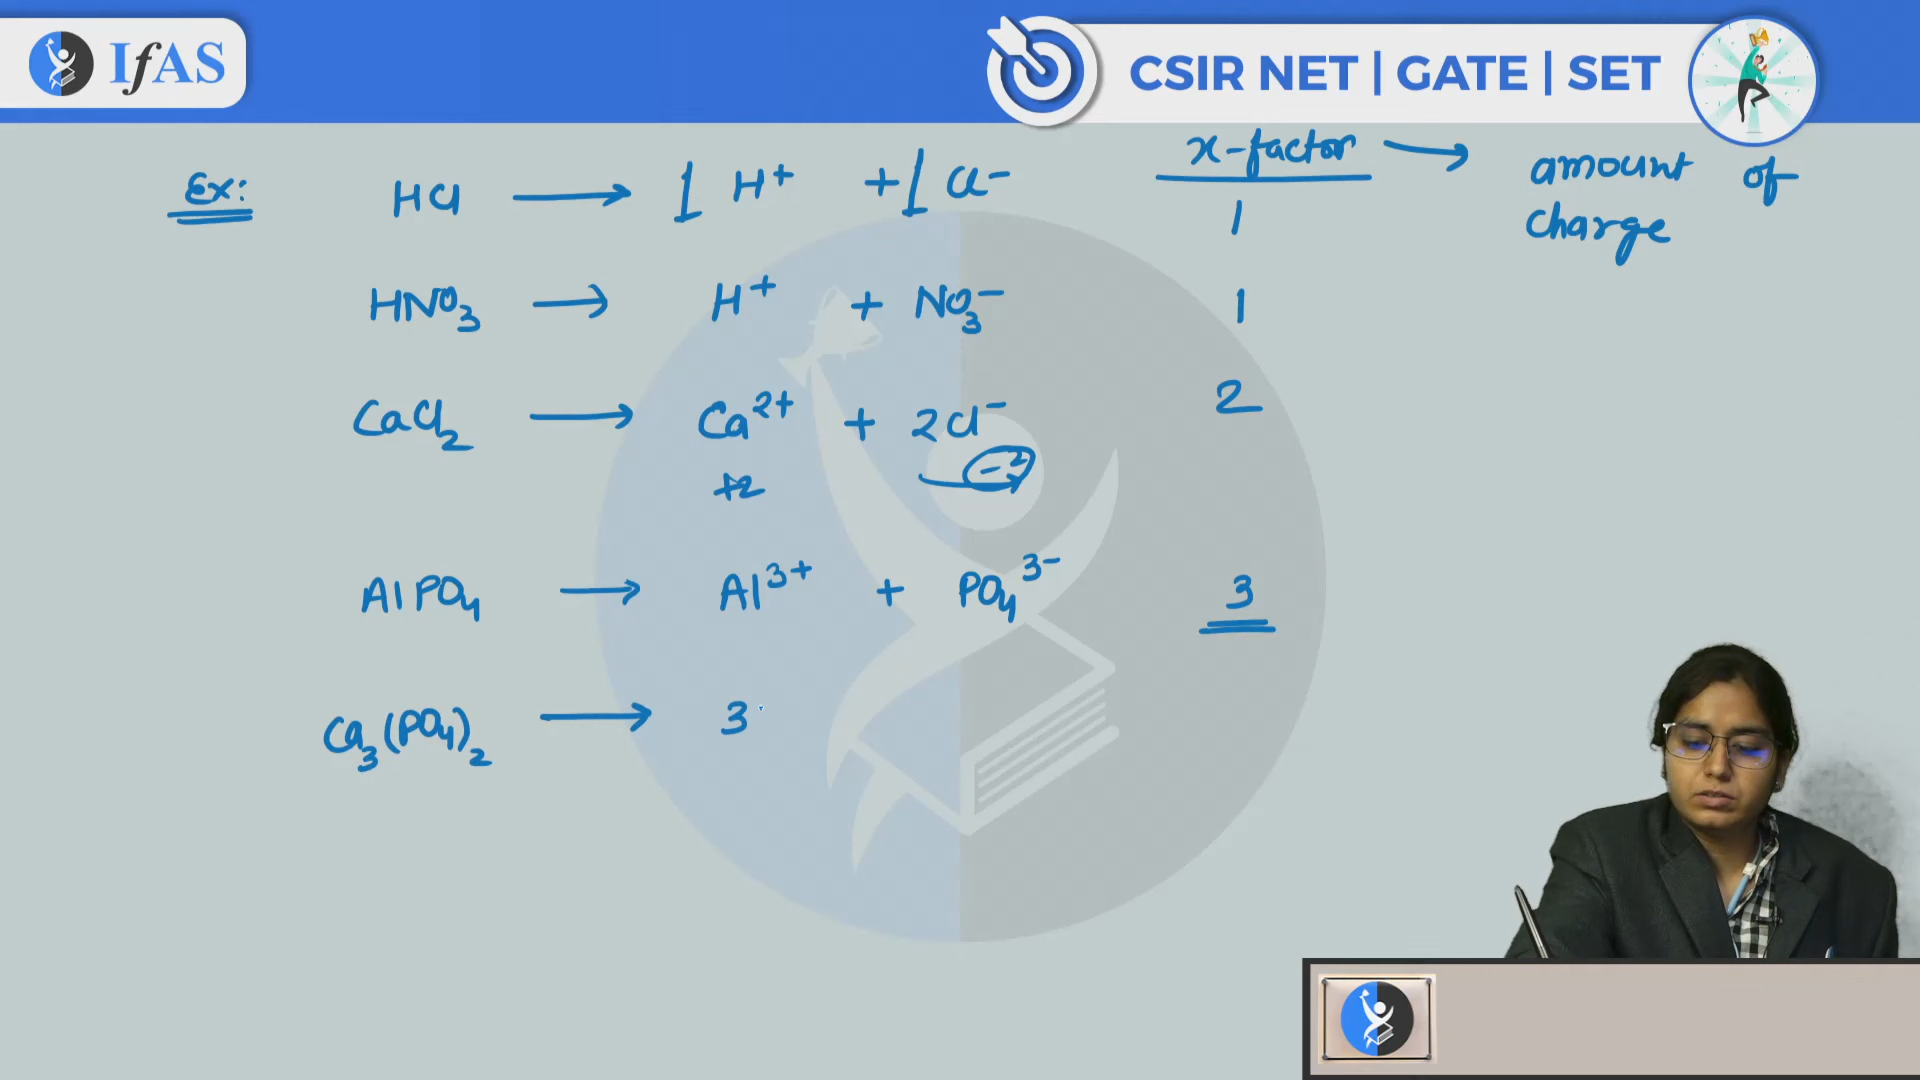 IfAS
CSIR NET | GATE | SET
Ex: HCl ⟶ 1 H⁺ + 1 Cl⁻ x-factor ⟶ amount of charge
1
HNO₃ ⟶ H⁺ + NO₃⁻ 1
CaCl₂ ⟶ Ca²⁺ + 2Cl⁻ 2
+2 -2
AlPO₄ ⟶ Al³⁺ + PO₄³⁻ 3
Ca₃(PO₄)₂ ⟶ 3